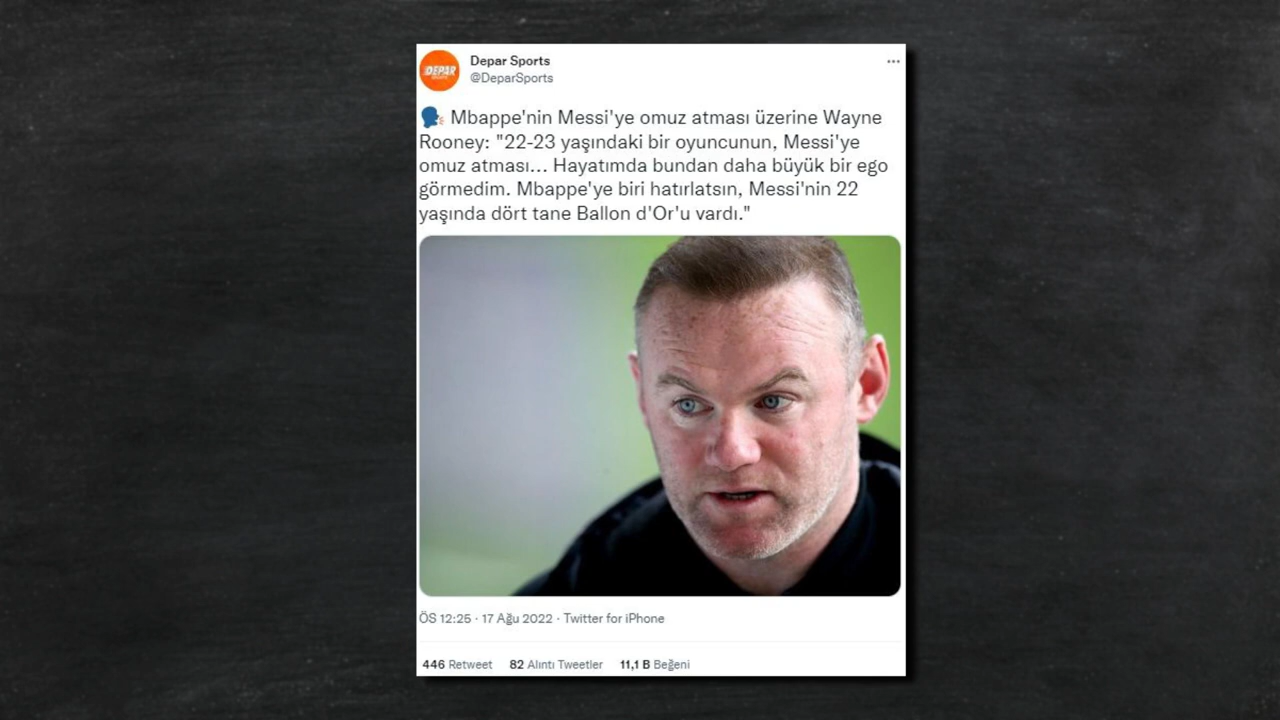 Depar Sports
@DeparSports
DEPAR
Mbappe'nin Messi'ye omuz atması üzerine Wayne
Rooney: "22-23 yaşındaki bir oyuncunun, Messi'ye
omuz atması... Hayatımda bundan daha büyük bir ego
görmedim. Mbappe'ye biri hatırlatsın, Messi'nin 22
yaşında dört tane Ballon d'Or'u vardı."
ÖS 12:25 · 17 Ağu 2022 · Twitter for iPhone
446 Retweet 82 Alıntı Tweetler 11,1 B Beğeni